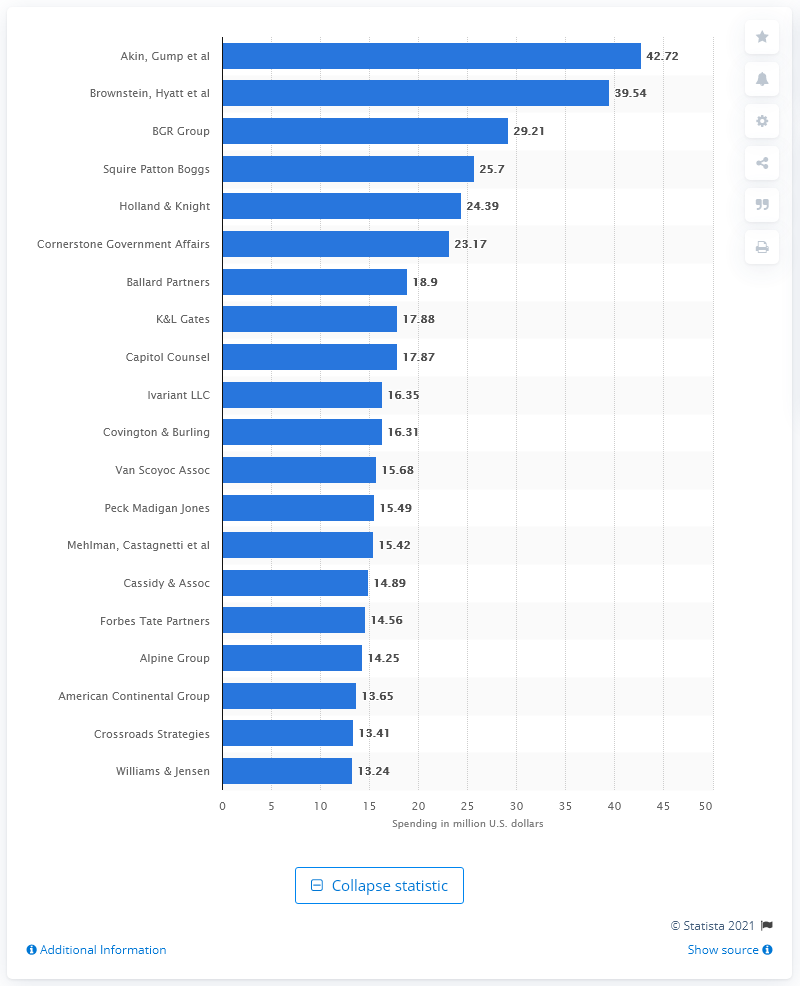 Akin, Gump et al 42.72
Brownstein, Hyatt et al 39.54
BGR Group 29.21
Squire Patton Boggs 25.7
Holland & Knight 24.39
Cornerstone Government Affairs 23.17
Ballard Partners 18.9
K&L Gates 17.88
Capitol Counsel 17.87
Ivariant LLC 16.35
Covington & Burling 16.31
Van Scoyoc Assoc 15.68
Peck Madigan Jones 15.49
Mehlman, Castagnetti et al 15.42
Cassidy & Assoc 14.89
Forbes Tate Partners 14.56
Alpine Group 14.25
American Continental Group 13.65
Crossroads Strategies 13.41
Williams & Jensen 13.24
0 5 10 15 20 25 30 35 40 45 50
Spending in million U.S. dollars
Collapse statistic
© Statista 2021
Additional Information Show source